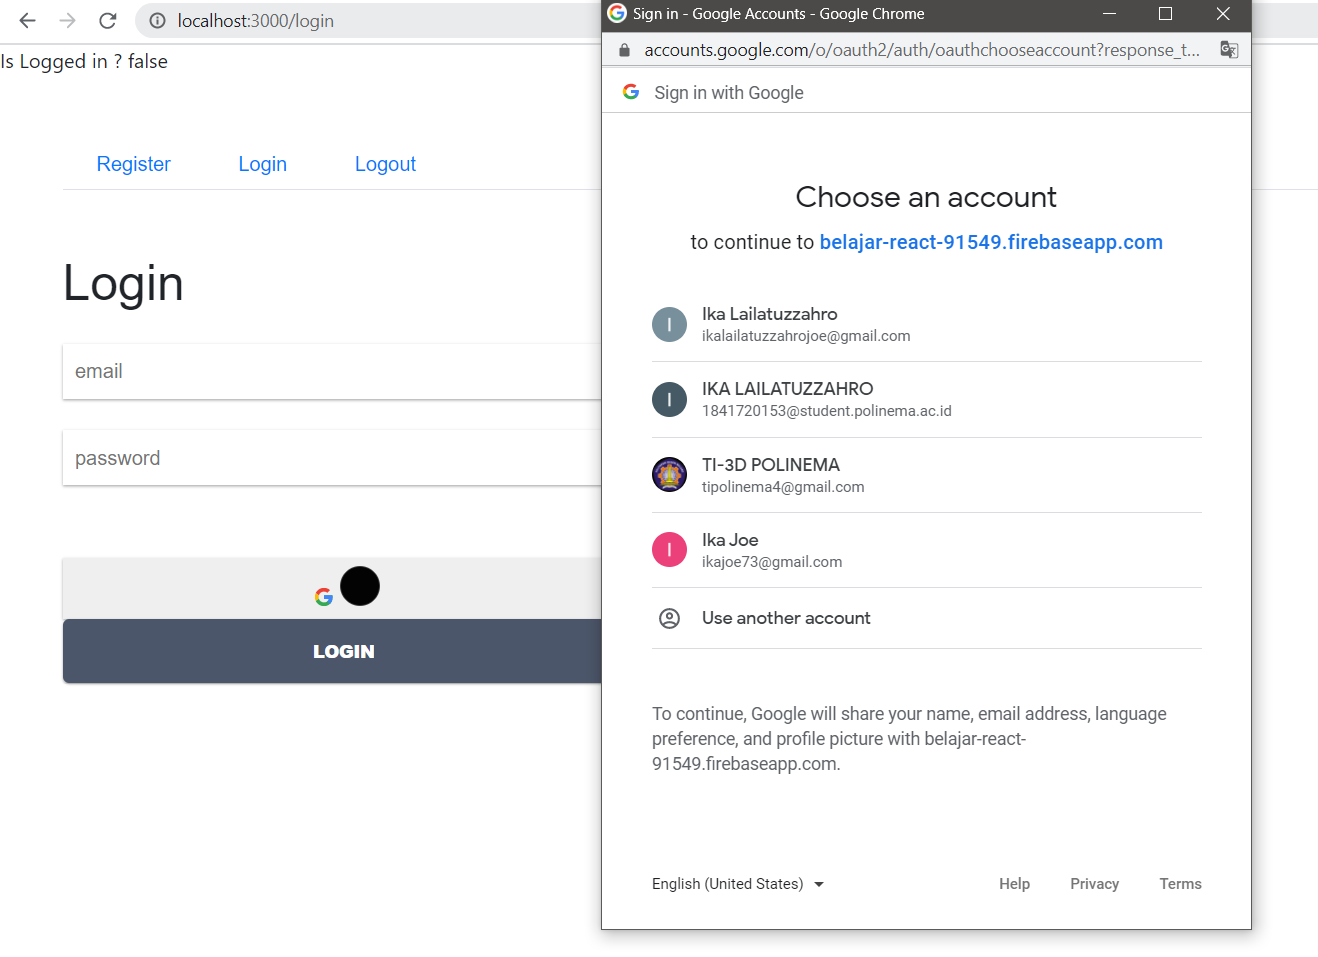 localhost:3000/login
Is Logged in ? false
Register Login Logout
Login
email
password
LOGIN
Sign in - Google Accounts - Google Chrome
accounts.google.com/o/oauth2/auth/oauthchooseaccount?response_t...
Sign in with Google
Choose an account
to continue to belajar-react-91549.firebaseapp.com
I
Ika Lailatuzzahro
ikalailatuzzahrojoe@gmail.com
I
IKA LAILATUZZAHRO
1841720153@student.polinema.ac.id
TI-3D POLINEMA
tipolinema4@gmail.com
I
Ika Joe
ikajoe73@gmail.com
Use another account
To continue, Google will share your name, email address, language
preference, and profile picture with belajar-react-
91549.firebaseapp.com.
English (United States) Help Privacy Terms